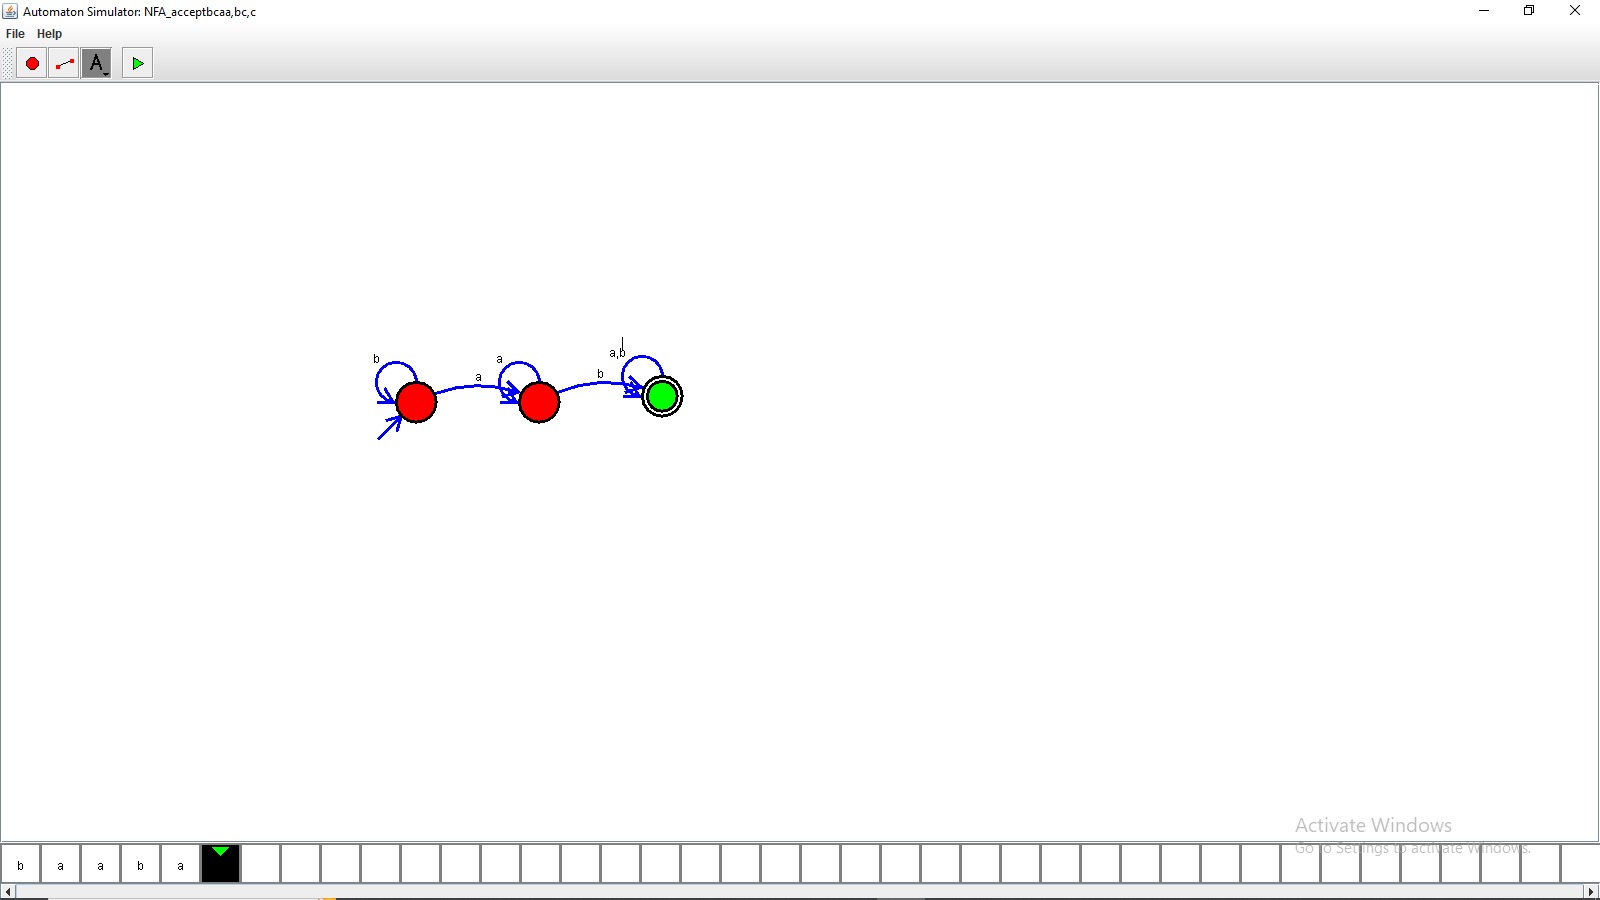 Automaton Simulator: NFA_acceptbcaa,bc,c
File Help
A
b a a b a,b
a b
Activate Windows
Go to Settings to activate Windows.
b a a b a